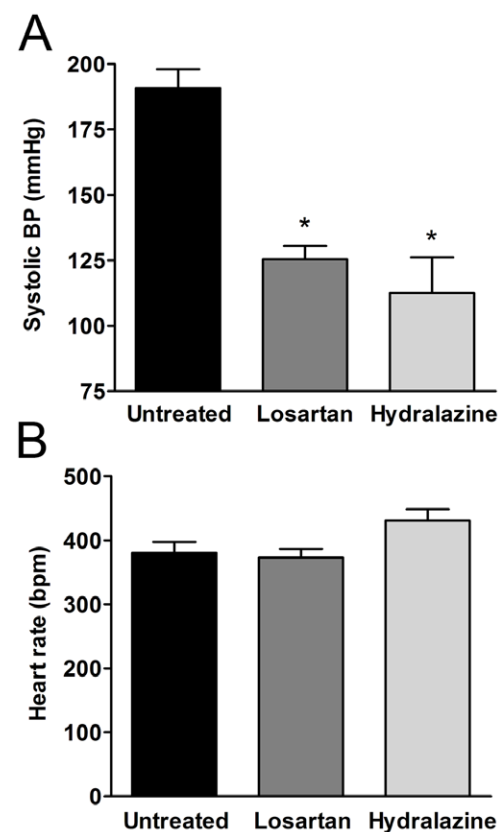 A
Systolic BP (mmHg)
200
175
150
125
100
75
*
*
Untreated Losartan Hydralazine
B
Heart rate (bpm)
500
400
300
200
100
0
Untreated Losartan Hydralazine